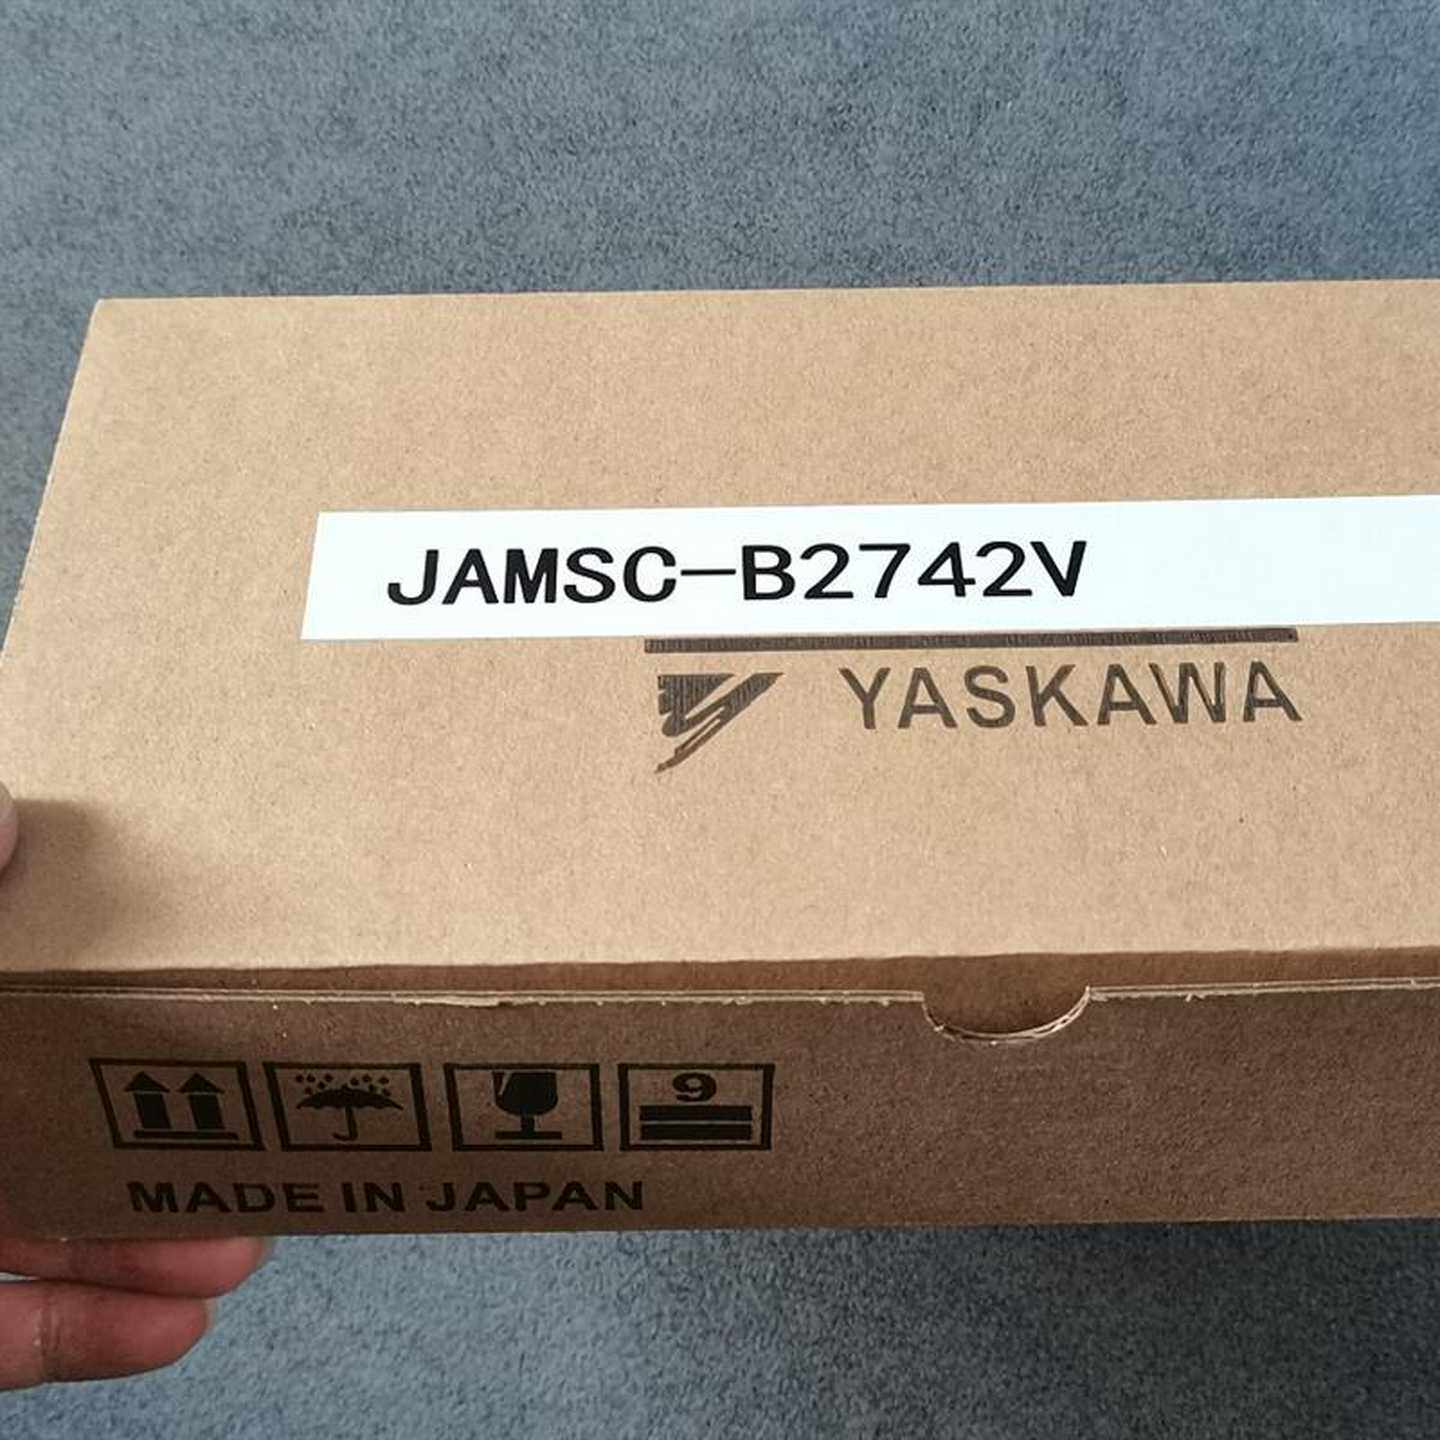 JAMSC-B2742V
YASKAWA
9
MADE IN JAPAN